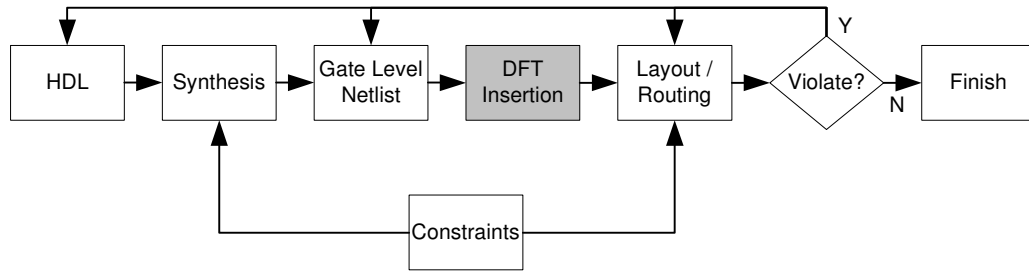 Y
HDL
Synthesis
Gate Level
Netlist
DFT
Insertion
Layout /
Routing
Violate?
N
Finish
Constraints